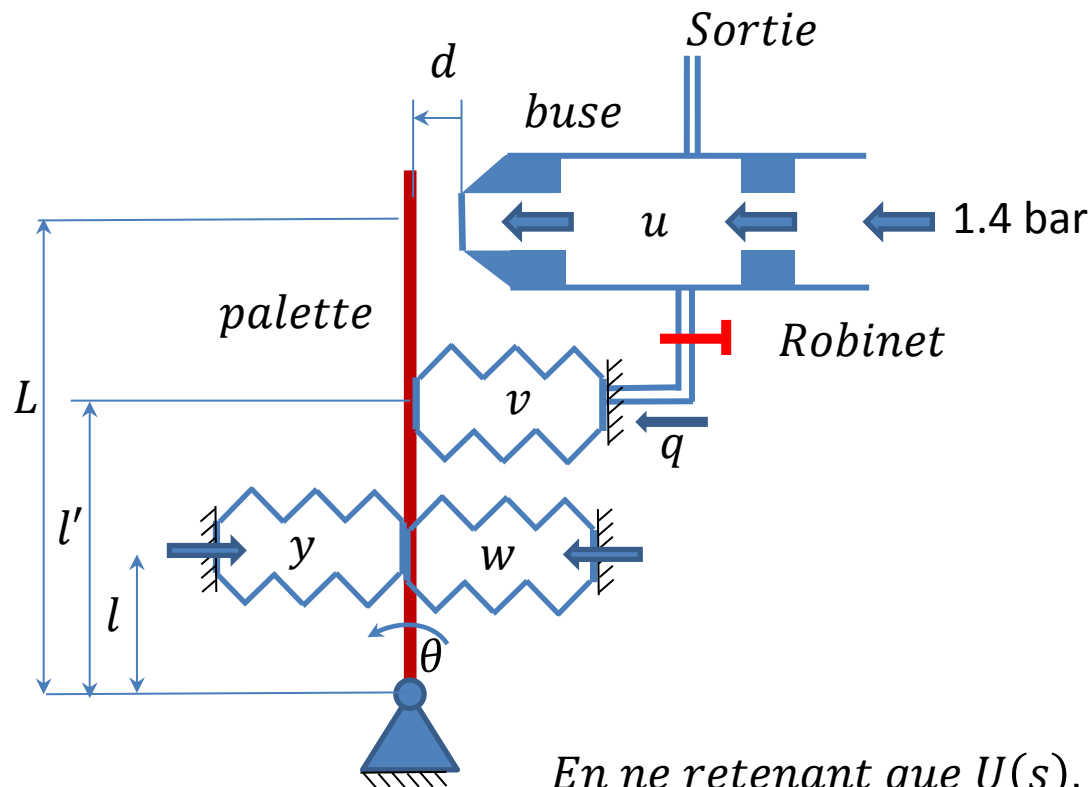 Sortie
d
buse
u
1.4 bar
palette
Robinet
L
v
q
l'
y
w
l
θ
En ne retenant que U(s),